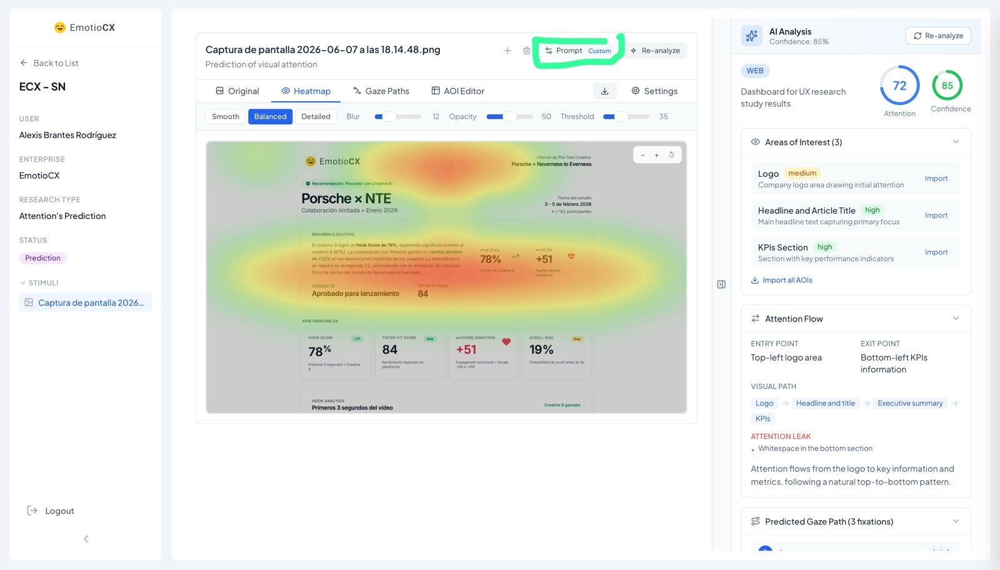 EmotioCX
Back to List
ECX - SN
USER
Alexis Brantes Rodríguez
ENTERPRISE
EmotioCX
RESEARCH TYPE
Attention's Prediction
STATUS
Prediction
STIMULI
Captura de pantalla 2026...
Logout
Captura de pantalla 2026-06-07 a las 18.14.48.png
Prediction of visual attention
Prompt Custom
Re-analyze
Original
Heatmap
Gaze Paths
AOI Editor
Settings
Smooth
Balanced
Detailed
Blur 12
Opacity 50
Threshold 35
EmotioCX
Informe de Pre-Test Creativo
Porsche × Neverness to Everness
Recomendación: Proceder con Creative B
Porsche × NTE
Colaboración limitada • Enero 2026
Fecha del estudio
3 - 5 de febrero 2026
n = 142 participantes
RESUMEN EJECUTIVO
El creativo B logró un Hook Score de 78%, superando significativamente al
creativo A (61%). La colaboración con Porsche generó un cambio positivo
de +22% en las asociaciones implícitas de los usuarios. La emoción pico
se registró en el segundo 7.2, coincidiendo con la revelación del vehículo
Porsche dentro del mundo de Neverness to Everness.
Hook Score
78%
+17 pts vs Creative A
emSCORE
+51
Fuerte impacto
emocional
VEREDICTO
Aprobado para lanzamiento
TikTok Fit Score
84
KPIS PRINCIPALES
HOOK SCORE
+17
78%
Primeros 3 segundos • Creative
B
TIKTOK FIT SCORE
Alto
84
Rendimiento esperado en
plataforma
emSCORE (EMOCIÓN)
+51
Engagement emocional • Escala
-100 a +100
SCROLL RISK
Bajo
19%
Probabilidad de scroll antes de 5s
HOOK ANALYSIS
Primeros 3 segundos del video
Creative B ganador
AI Analysis
Confidence: 85%
Re-analyze
WEB
Dashboard for UX research
study results
72
Attention
85
Confidence
Areas of Interest (3)
Logo medium
Company logo area drawing initial attention
Import
Headline and Article Title high
Main headline text capturing primary focus
Import
KPIs Section high
Section with key performance indicators
Import
Import all AOIs
Attention Flow
ENTRY POINT
Top-left logo area
EXIT POINT
Bottom-left KPIs
information
VISUAL PATH
Logo → Headline and title → Executive summary →
KPIs
ATTENTION LEAK
• Whitespace in the bottom section
Attention flows from the logo to key information and
metrics, following a natural top-to-bottom pattern.
Predicted Gaze Path (3 fixations)